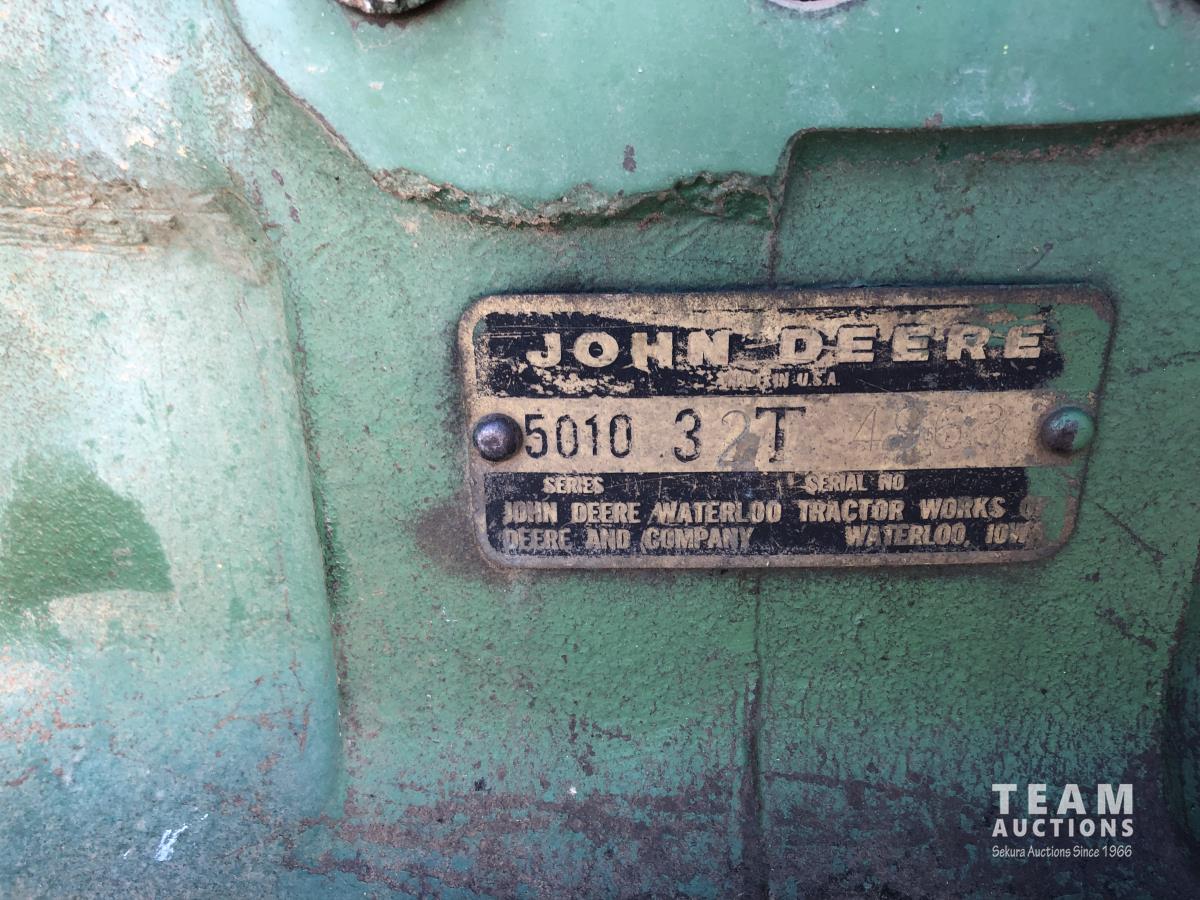 JOHN DEERE
MADE IN U.S.A.
5010 32T
SERIES SERIAL NO.
JOHN DEERE WATERLOO TRACTOR WORKS OF
DEERE AND COMPANY WATERLOO, IOWA
TEAM
AUCTIONS
Sekura Auctions Since 1966